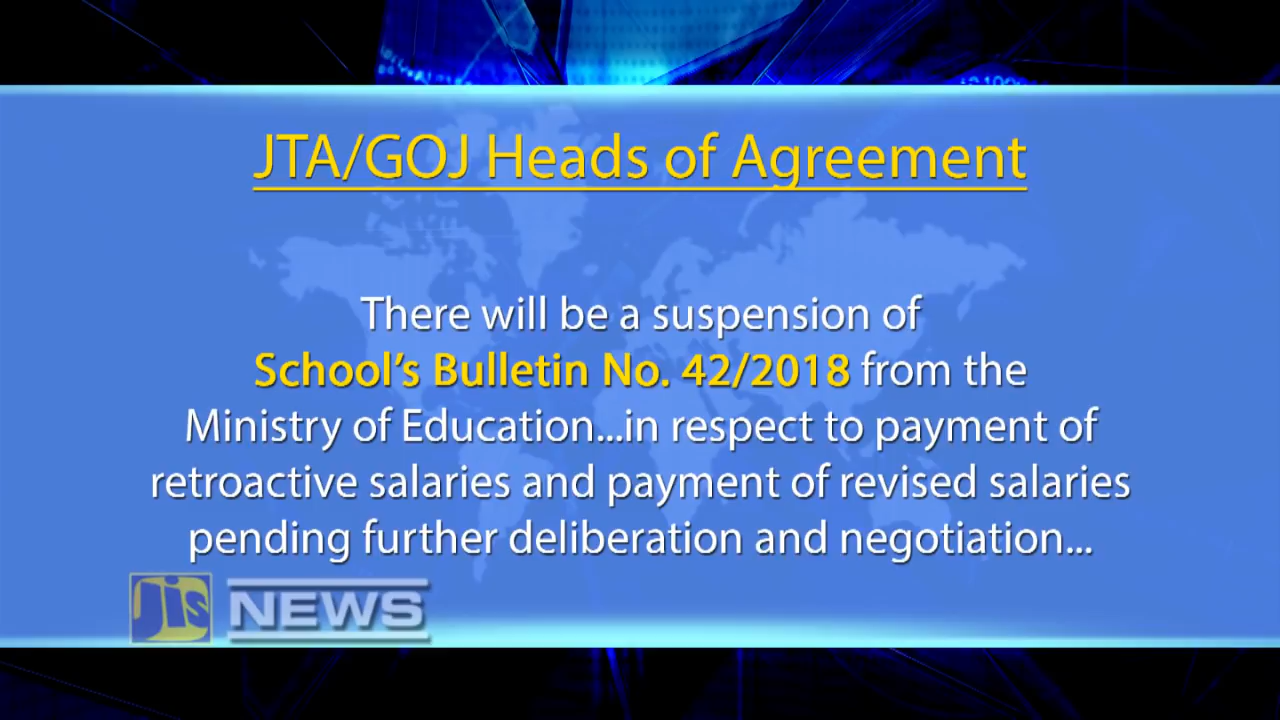 JTA/GOJ Heads of Agreement
There will be a suspension of
School’s Bulletin No. 42/2018 from the
Ministry of Education...in respect to payment of
retroactive salaries and payment of revised salaries
pending further deliberation and negotiation...
jis NEWS